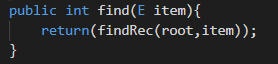 public int find(E item){
    return(findRec(root,item));
}